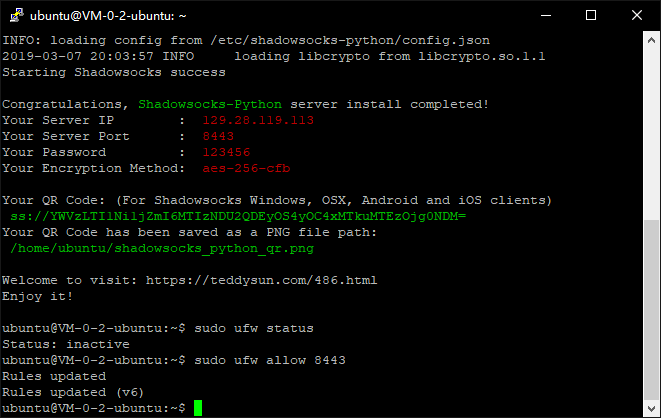 ubuntu@VM-0-2-ubuntu: ~
INFO: loading config from /etc/shadowsocks-python/config.json
2019-03-07 20:03:57 INFO     loading libcrypto from libcrypto.so.1.1
Starting Shadowsocks success
Congratulations, Shadowsocks-Python server install completed!
Your Server IP        :  129.28.119.113
Your Server Port      :  8443
Your Password         :  123456
Your Encryption Method:  aes-256-cfb
Your QR Code: (For Shadowsocks Windows, OSX, Android and iOS clients)
 ss://YWVzLTI1Ni1jZmI6MTIzNDU2QDEyOS4yOC4xMTkuMTEzOjg0NDM=
Your QR Code has been saved as a PNG file path:
 /home/ubuntu/shadowsocks_python_qr.png
Welcome to visit: https://teddysun.com/486.html
Enjoy it!
ubuntu@VM-0-2-ubuntu:~$ sudo ufw status
Status: inactive
ubuntu@VM-0-2-ubuntu:~$ sudo ufw allow 8443
Rules updated
Rules updated (v6)
ubuntu@VM-0-2-ubuntu:~$